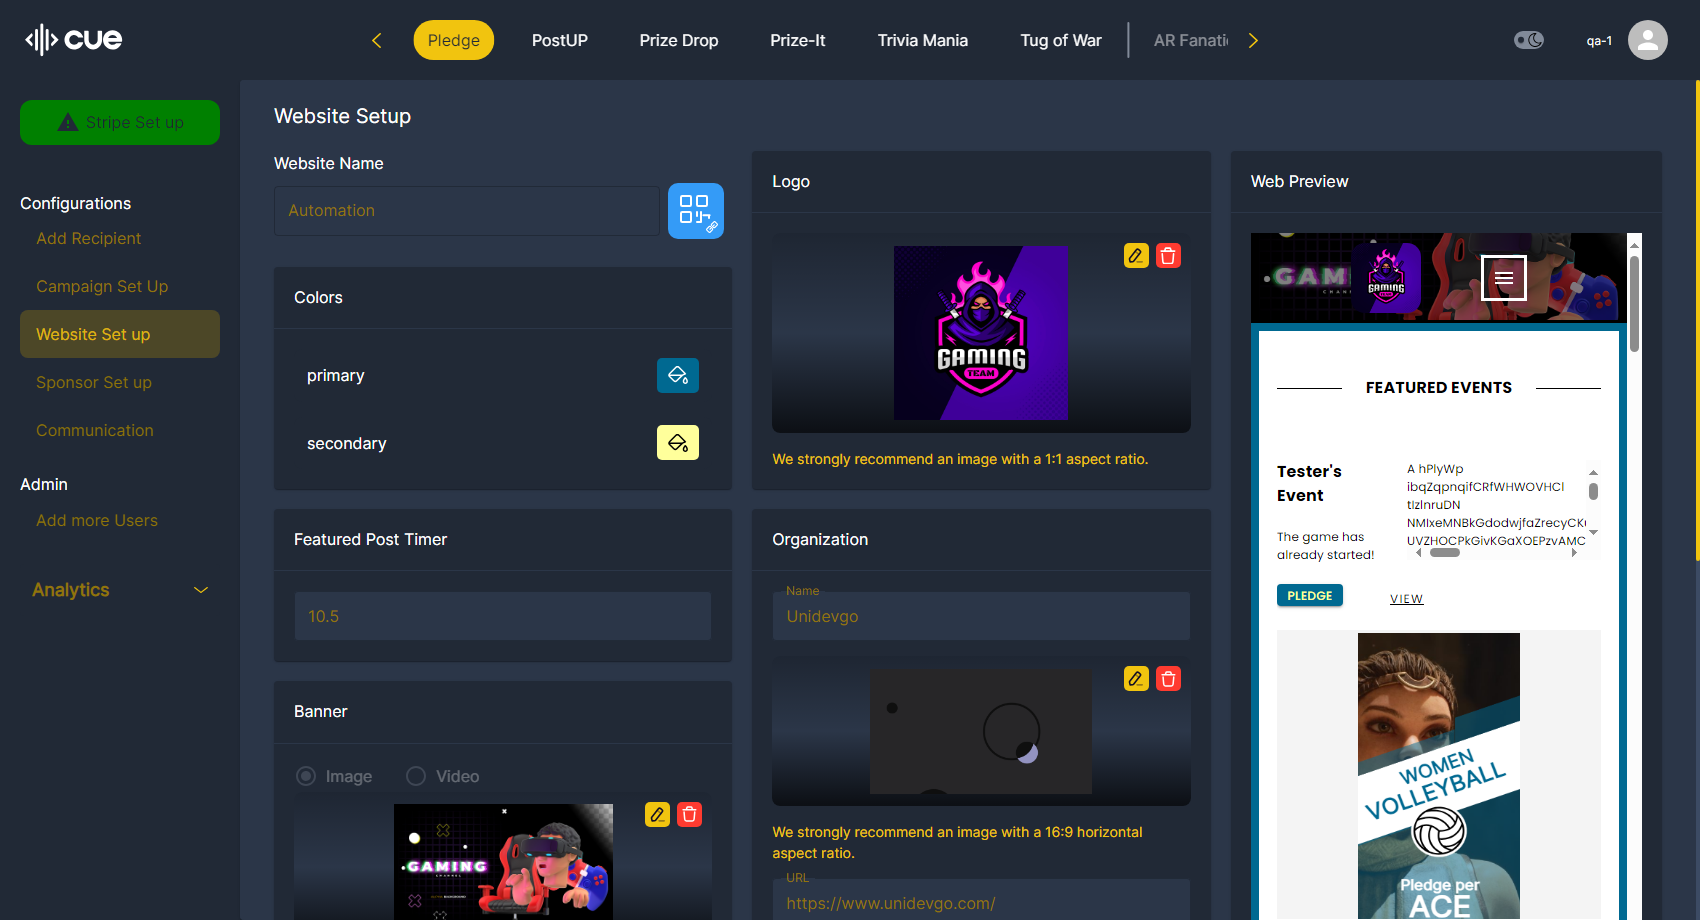 cue
Pledge
PostUP
Prize Drop
Prize-It
Trivia Mania
Tug of War
AR Fanati
qa-1
Stripe Set up
Configurations
Add Recipient
Campaign Set Up
Website Set up
Sponsor Set up
Communication
Admin
Add more Users
Analytics
Website Setup
Website Name
Automation
Colors
primary
secondary
Featured Post Timer
10.5
Banner
Image
Video
GAMING
Logo
GAMING
TEAM
We strongly recommend an image with a 1:1 aspect ratio.
Organization
Name
Unidevgo
We strongly recommend an image with a 16:9 horizontal
aspect ratio.
URL
https://www.unidevgo.com/
Web Preview
GAMI
GAMING
TEAM
FEATURED EVENTS
Tester's
Event
The game has
already started!
A hPlyWp
ibqZqpnqifCRfWHWOVHCl
tIzlnruDN
NMlxeMNBkGdodwjfaZrecyCK
UVZHOCPkGivKGaXOEPzvAMC
PLEDGE
VIEW
WOMEN
VOLLEYBALL
Pledge per
ACE